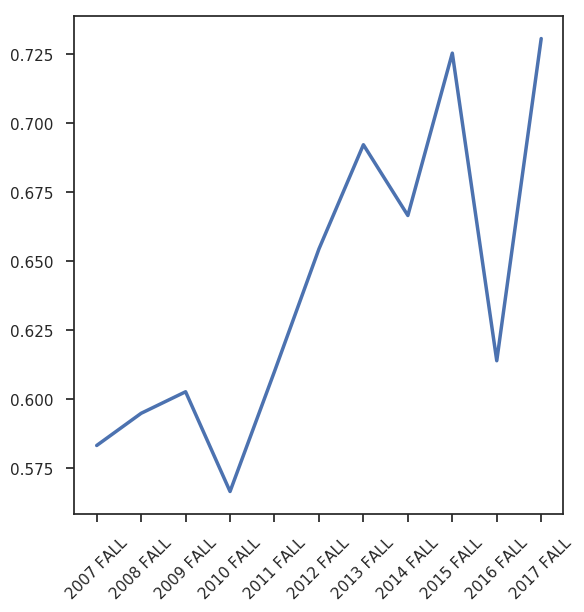 0.725
0.700
0.675
0.650
0.625
0.600
0.575
2007 FALL
2008 FALL
2009 FALL
2010 FALL
2011 FALL
2012 FALL
2013 FALL
2014 FALL
2015 FALL
2016 FALL
2017 FALL